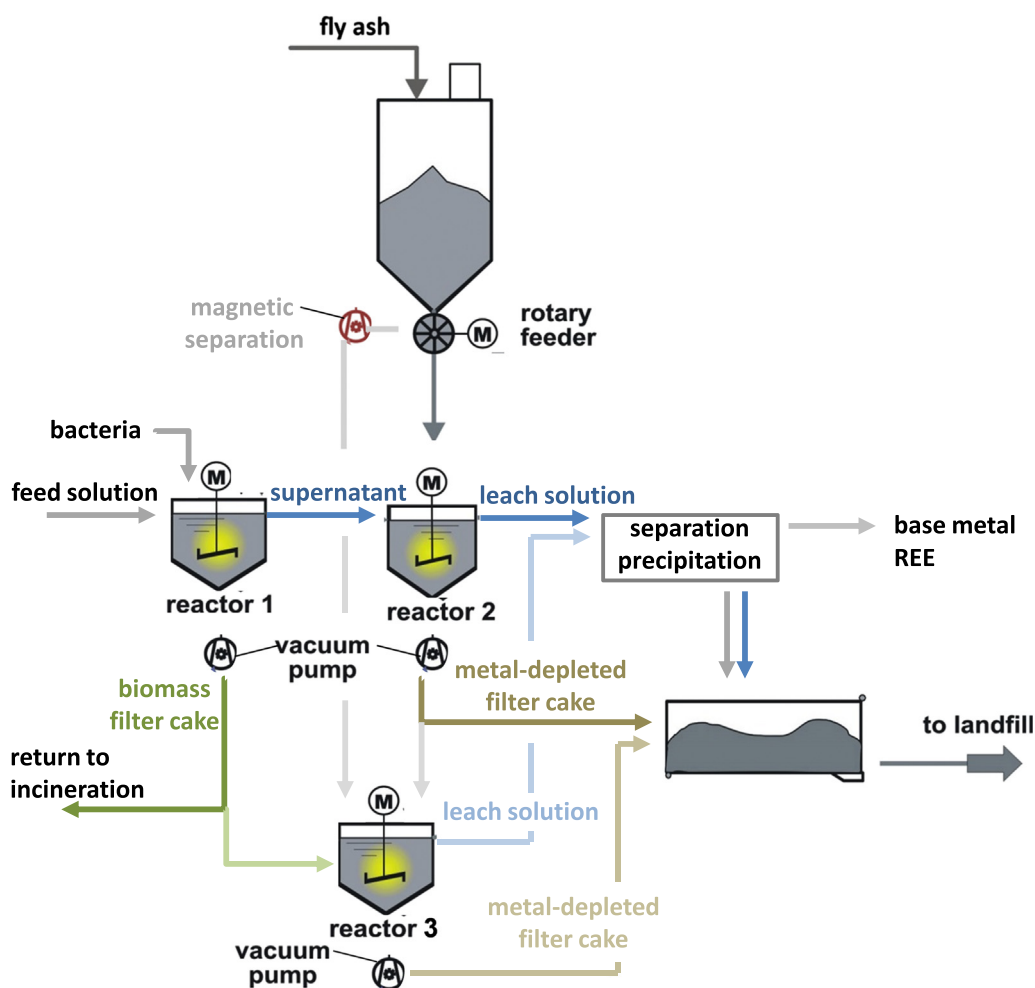 fly ash
magnetic
separation
rotary
feeder
M
bacteria
M
M
feed solution
supernatant
leach solution
separation
precipitation
base metal
REE
reactor 1
reactor 2
vacuum
pump
biomass
filter cake
metal-depleted
filter cake
to landfill
return to
incineration
M
leach solution
reactor 3
metal-depleted
filter cake
vacuum
pump